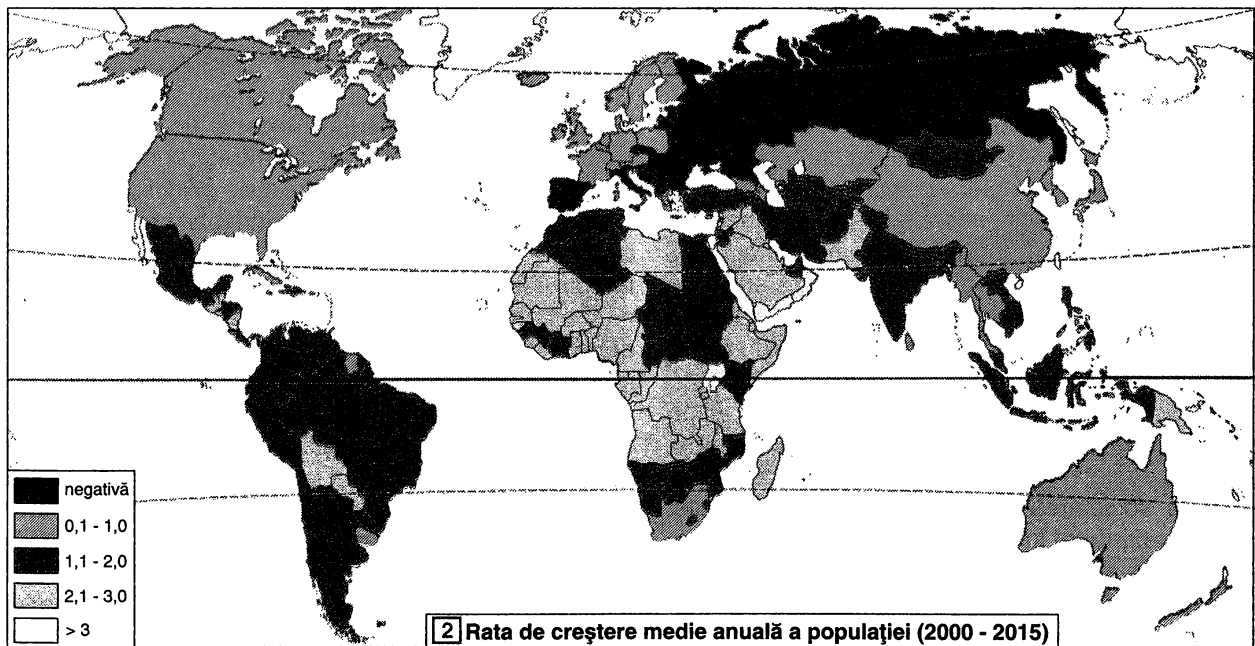 negativă
0,1 - 1,0
1,1 - 2,0
2,1 - 3,0
> 3
2 Rata de creştere medie anuală a populaţiei (2000 - 2015)